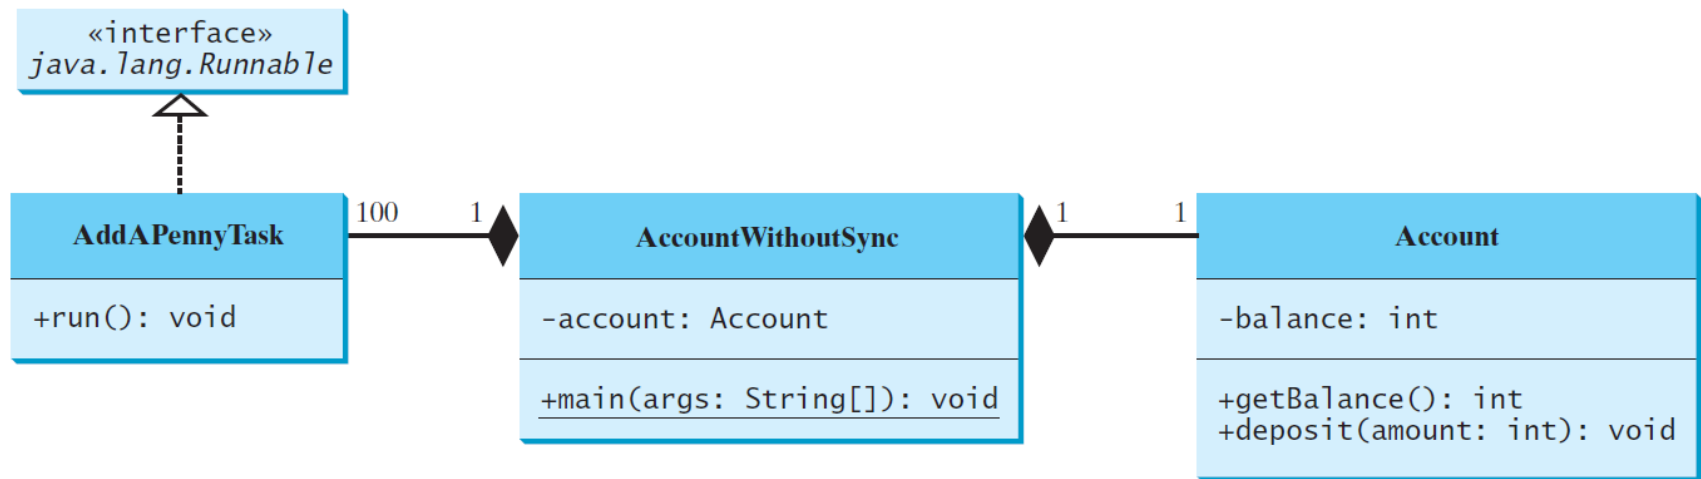 «interface»
java.lang.Runnable
AddAPennyTask
+run(): void
100
1
AccountWithoutSync
-account: Account
+main(args: String[]): void
1
1
Account
-balance: int
+getBalance(): int
+deposit(amount: int): void